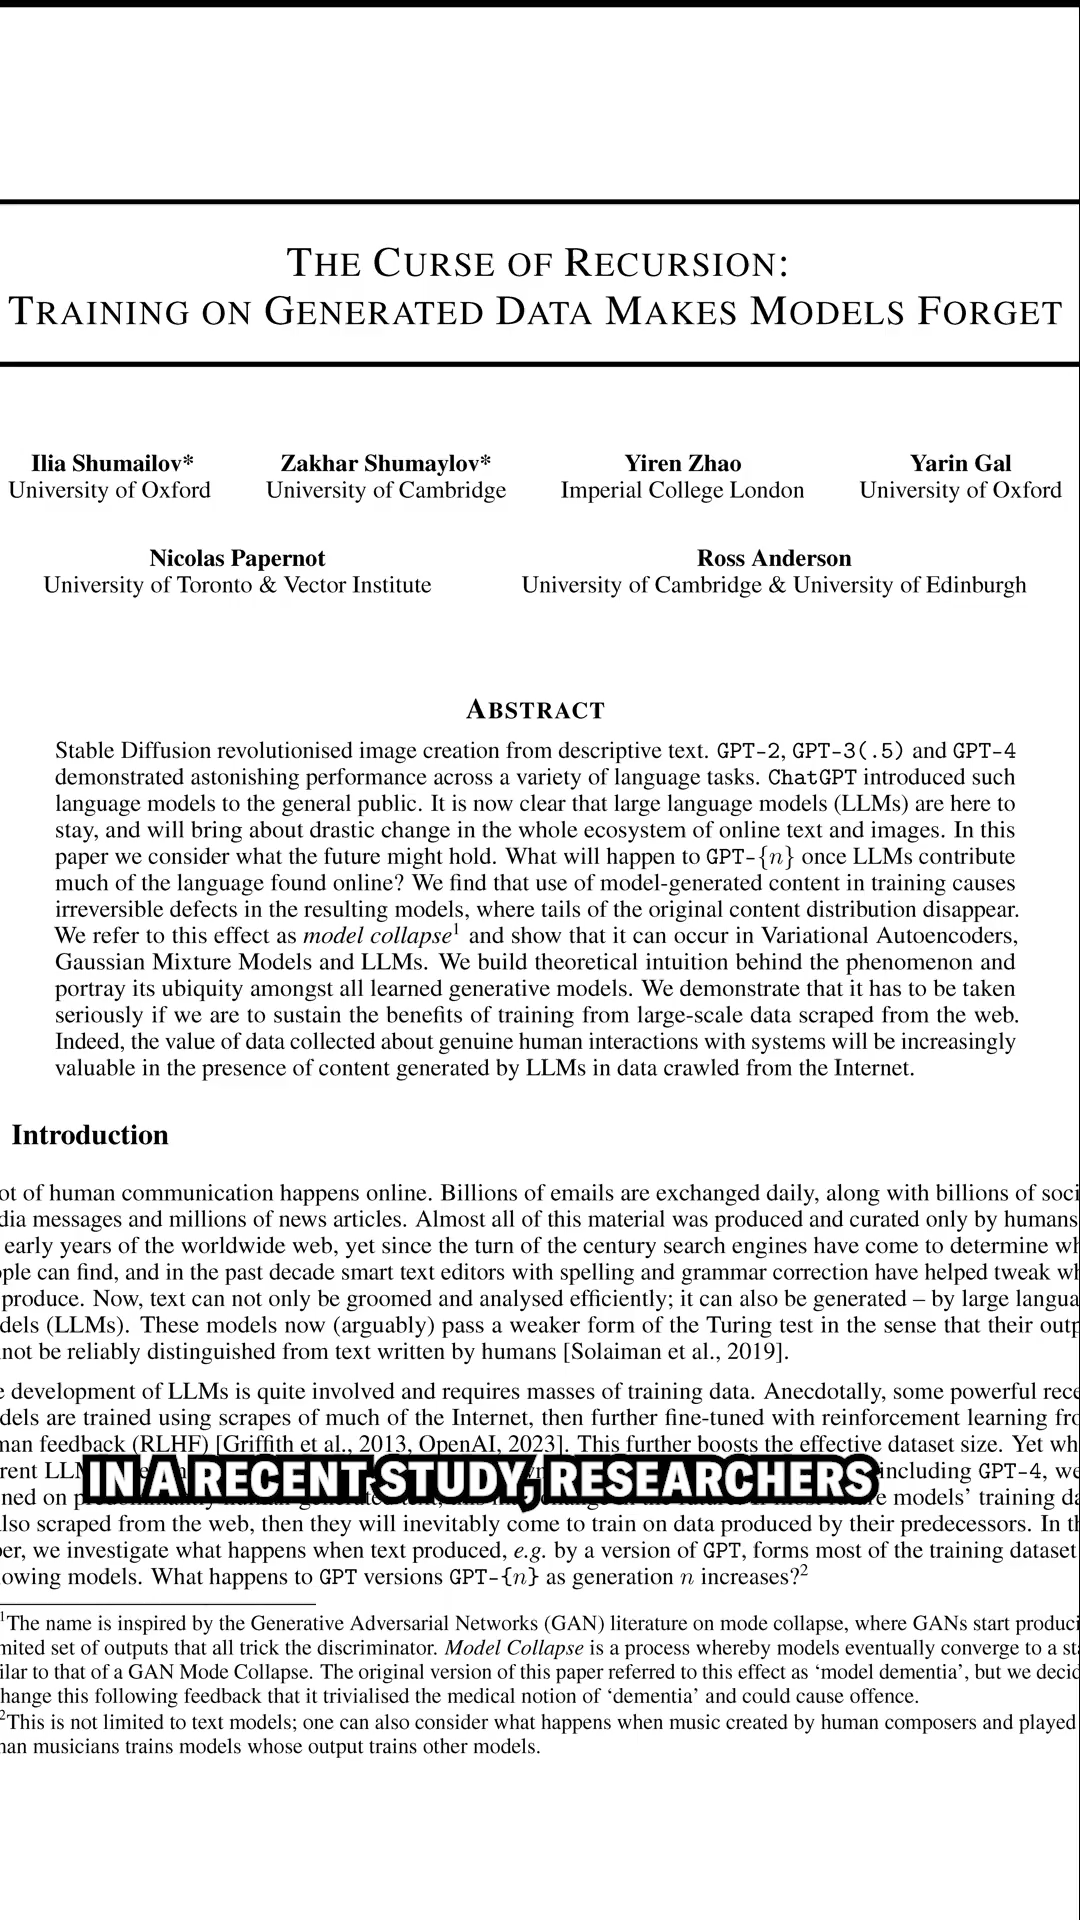 THE CURSE OF RECURSION:
TRAINING ON GENERATED DATA MAKES MODELS FORGET
Ilia Shumailov* Zakhar Shumaylov* Yiren Zhao Yarin Gal
University of Oxford University of Cambridge Imperial College London University of Oxford
Nicolas Papernot Ross Anderson
University of Toronto & Vector Institute University of Cambridge & University of Edinburgh
ABSTRACT
Stable Diffusion revolutionised image creation from descriptive text. GPT-2, GPT-3(.5) and GPT-4
demonstrated astonishing performance across a variety of language tasks. ChatGPT introduced such
language models to the general public. It is now clear that large language models (LLMs) are here to
stay, and will bring about drastic change in the whole ecosystem of online text and images. In this
paper we consider what the future might hold. What will happen to GPT-{n} once LLMs contribute
much of the language found online? We find that use of model-generated content in training causes
irreversible defects in the resulting models, where tails of the original content distribution disappear.
We refer to this effect as model collapse¹ and show that it can occur in Variational Autoencoders,
Gaussian Mixture Models and LLMs. We build theoretical intuition behind the phenomenon and
portray its ubiquity amongst all learned generative models. We demonstrate that it has to be taken
seriously if we are to sustain the benefits of training from large-scale data scraped from the web.
Indeed, the value of data collected about genuine human interactions with systems will be increasingly
valuable in the presence of content generated by LLMs in data crawled from the Internet.
Introduction
ot of human communication happens online. Billions of emails are exchanged daily, along with billions of soci
dia messages and millions of news articles. Almost all of this material was produced and curated only by humans
early years of the worldwide web, yet since the turn of the century search engines have come to determine wh
ople can find, and in the past decade smart text editors with spelling and grammar correction have helped tweak wh
produce. Now, text can not only be groomed and analysed efficiently; it can also be generated – by large langua
dels (LLMs). These models now (arguably) pass a weaker form of the Turing test in the sense that their outp
not be reliably distinguished from text written by humans [Solaiman et al., 2019].
e development of LLMs is quite involved and requires masses of training data. Anecdotally, some powerful rece
dels are trained using scrapes of much of the Internet, then further fine-tuned with reinforcement learning fro
man feedback (RLHF) [Griffith et al., 2013, OpenAI, 2023]. This further boosts the effective dataset size. Yet wh
rent LL including GPT-4, we
IN A RECENT STUDY, RESEARCHERS
ned on models' training da
lso scraped from the web, then they will inevitably come to train on data produced by their predecessors. In th
per, we investigate what happens when text produced, e.g. by a version of GPT, forms most of the training dataset
owing models. What happens to GPT versions GPT-{n} as generation n increases?²
¹The name is inspired by the Generative Adversarial Networks (GAN) literature on mode collapse, where GANs start produci
mited set of outputs that all trick the discriminator. Model Collapse is a process whereby models eventually converge to a sta
ilar to that of a GAN Mode Collapse. The original version of this paper referred to this effect as 'model dementia', but we decid
hange this following feedback that it trivialised the medical notion of 'dementia' and could cause offence.
²This is not limited to text models; one can also consider what happens when music created by human composers and played
man musicians trains models whose output trains other models.